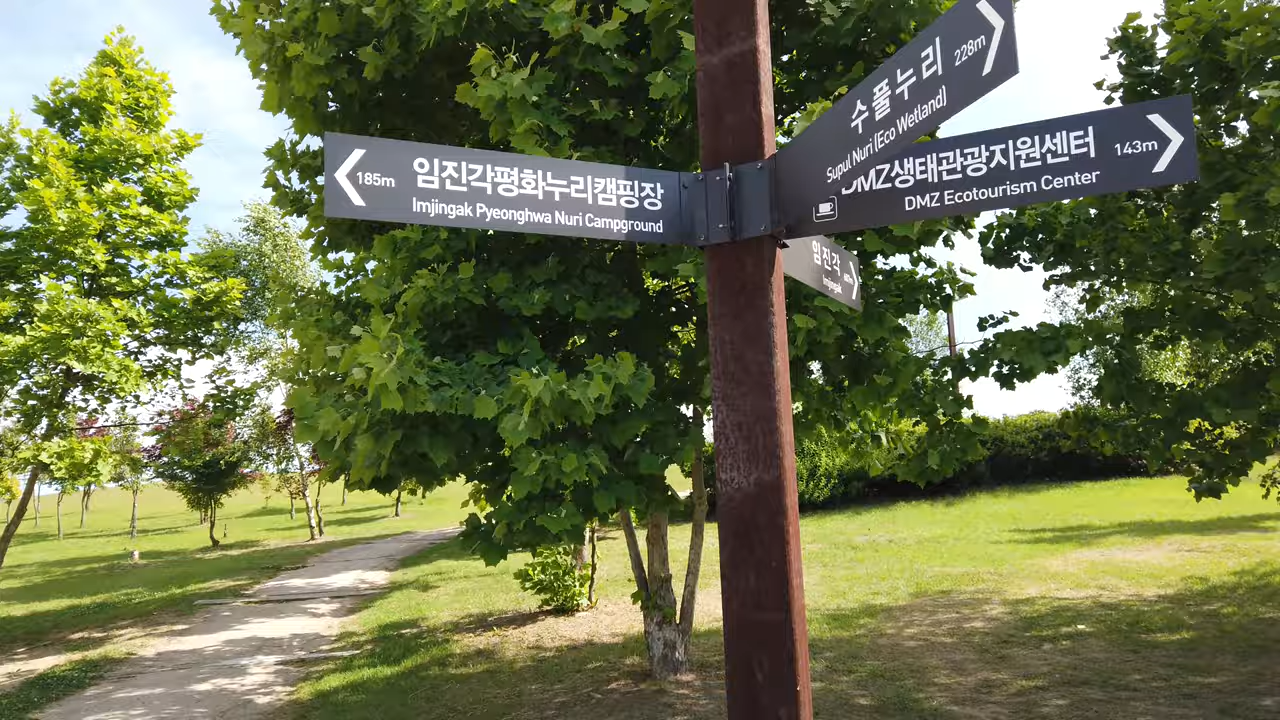 185m
임진각평화누리캠핑장
Imjingak Pyeonghwa Nuri Campground
수풀누리
228m
Supul Nuri (Eco Wetland)
DMZ생태관광지원센터
143m
DMZ Ecotourism Center
임진각
Imjingak